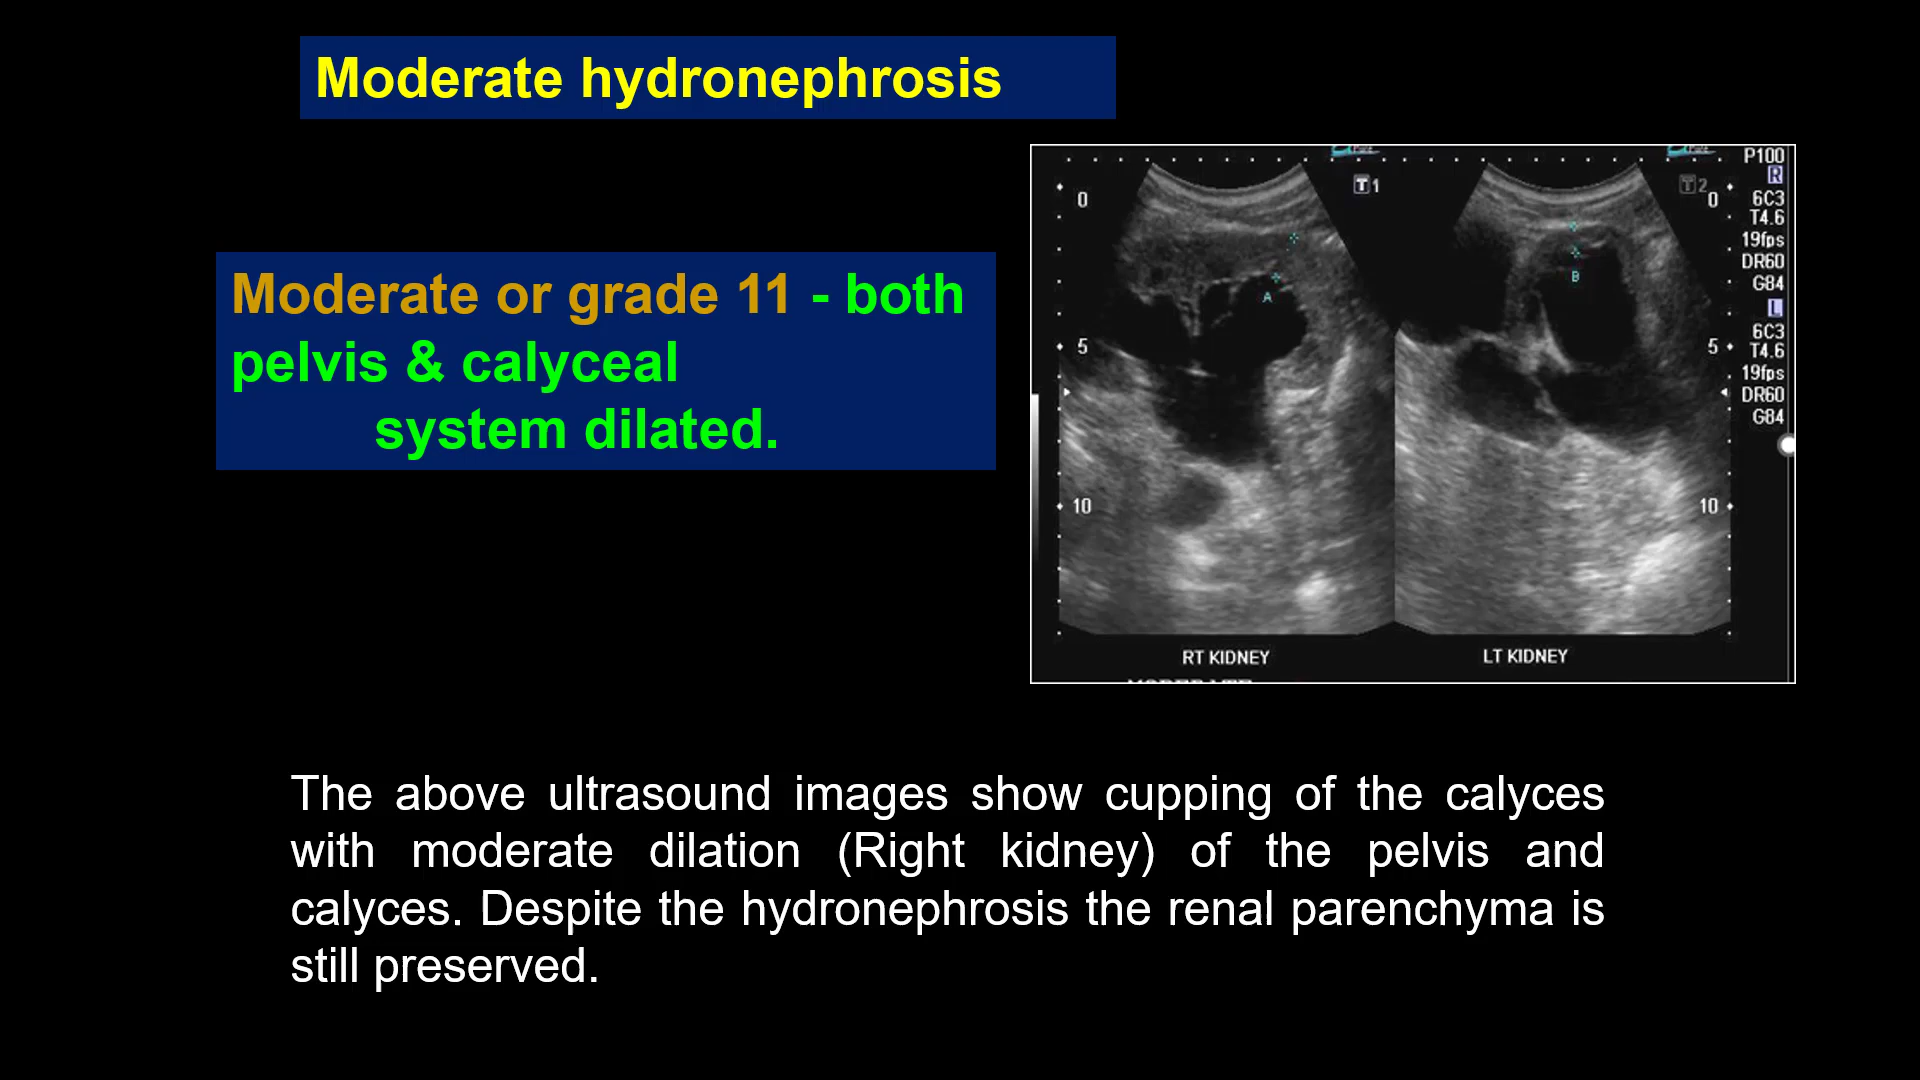 Moderate hydronephrosis
Moderate or grade 11 - both
pelvis & calyceal
system dilated.
P100
R
6C3
T4.6
19fps
DR60
G84
L
6C3
T4.6
19fps
DR60
G84
T 1
T 2
0
5
10
0
5
10
A
B
RT KIDNEY
LT KIDNEY
The above ultrasound images show cupping of the calyces
with moderate dilation (Right kidney) of the pelvis and
calyces. Despite the hydronephrosis the renal parenchyma is
still preserved.